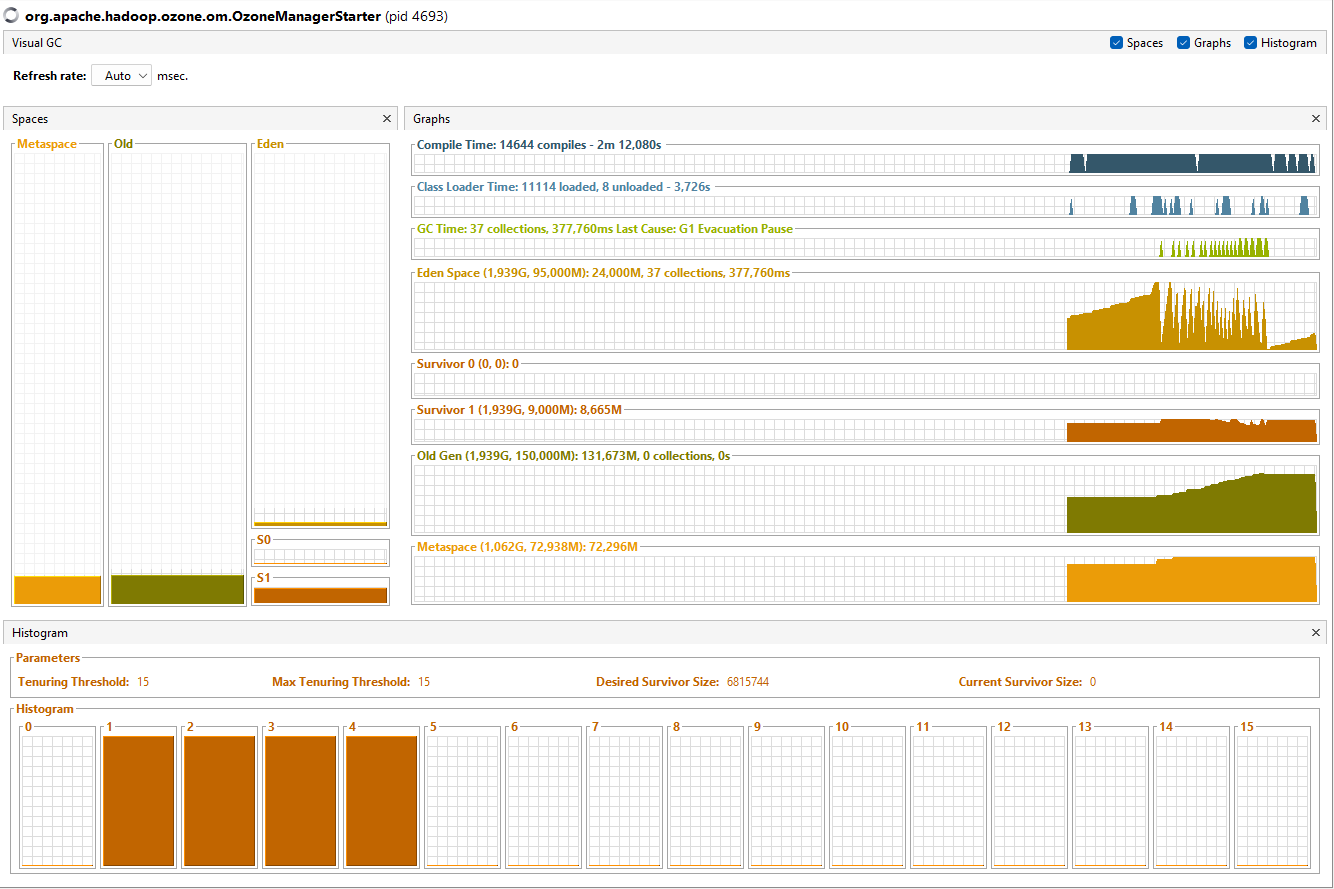 org.apache.hadoop.ozone.om.OzoneManagerStarter (pid 4693)
Visual GC
Spaces Graphs Histogram
Refresh rate: Auto msec.
Spaces
Metaspace Old Eden
S0
S1
Graphs
Compile Time: 14644 compiles - 2m 12,080s
Class Loader Time: 11114 loaded, 8 unloaded - 3,726s
GC Time: 37 collections, 377,760ms Last Cause: G1 Evacuation Pause
Eden Space (1,939G, 95,000M): 24,000M, 37 collections, 377,760ms
Survivor 0 (0, 0): 0
Survivor 1 (1,939G, 9,000M): 8,665M
Old Gen (1,939G, 150,000M): 131,673M, 0 collections, 0s
Metaspace (1,062G, 72,938M): 72,296M
Histogram
Parameters
Tenuring Threshold: 15 Max Tenuring Threshold: 15 Desired Survivor Size: 6815744 Current Survivor Size: 0
Histogram
0 1 2 3 4 5 6 7 8 9 10 11 12 13 14 15